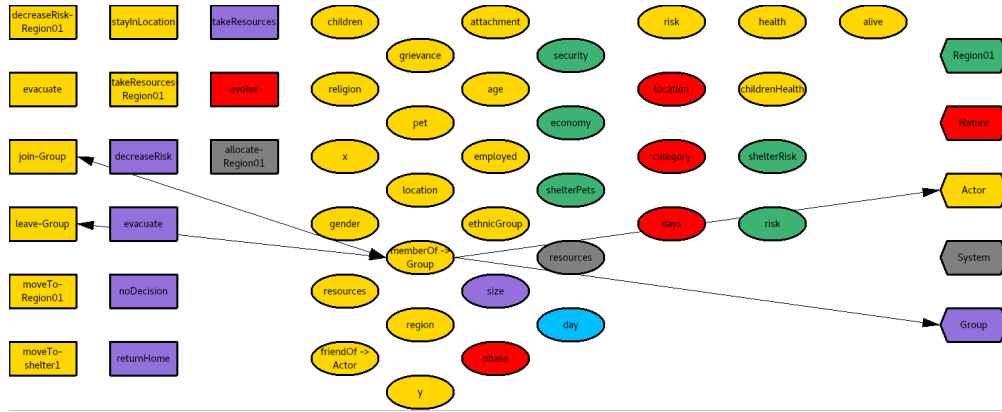 decreaseRisk-
Region01
stayInLocation
takeResources
children
attachment
risk
health
alive
grievance
security
Region01
evacuate
takeResources-
Region01
evolve
religion
age
location
childrenHealth
pet
economy
Nature
join-Group
decreaseRisk
allocate-
Region01
x
employed
category
shelterRisk
location
shelterPets
Actor
leave-Group
evacuate
gender
ethnicGroup
days
risk
memberOf ->
Group
resources
System
moveTo-
Region01
noDecision
resources
size
region
day
Group
moveTo-
shelter1
returnHome
friendOf ->
Actor
phase
y